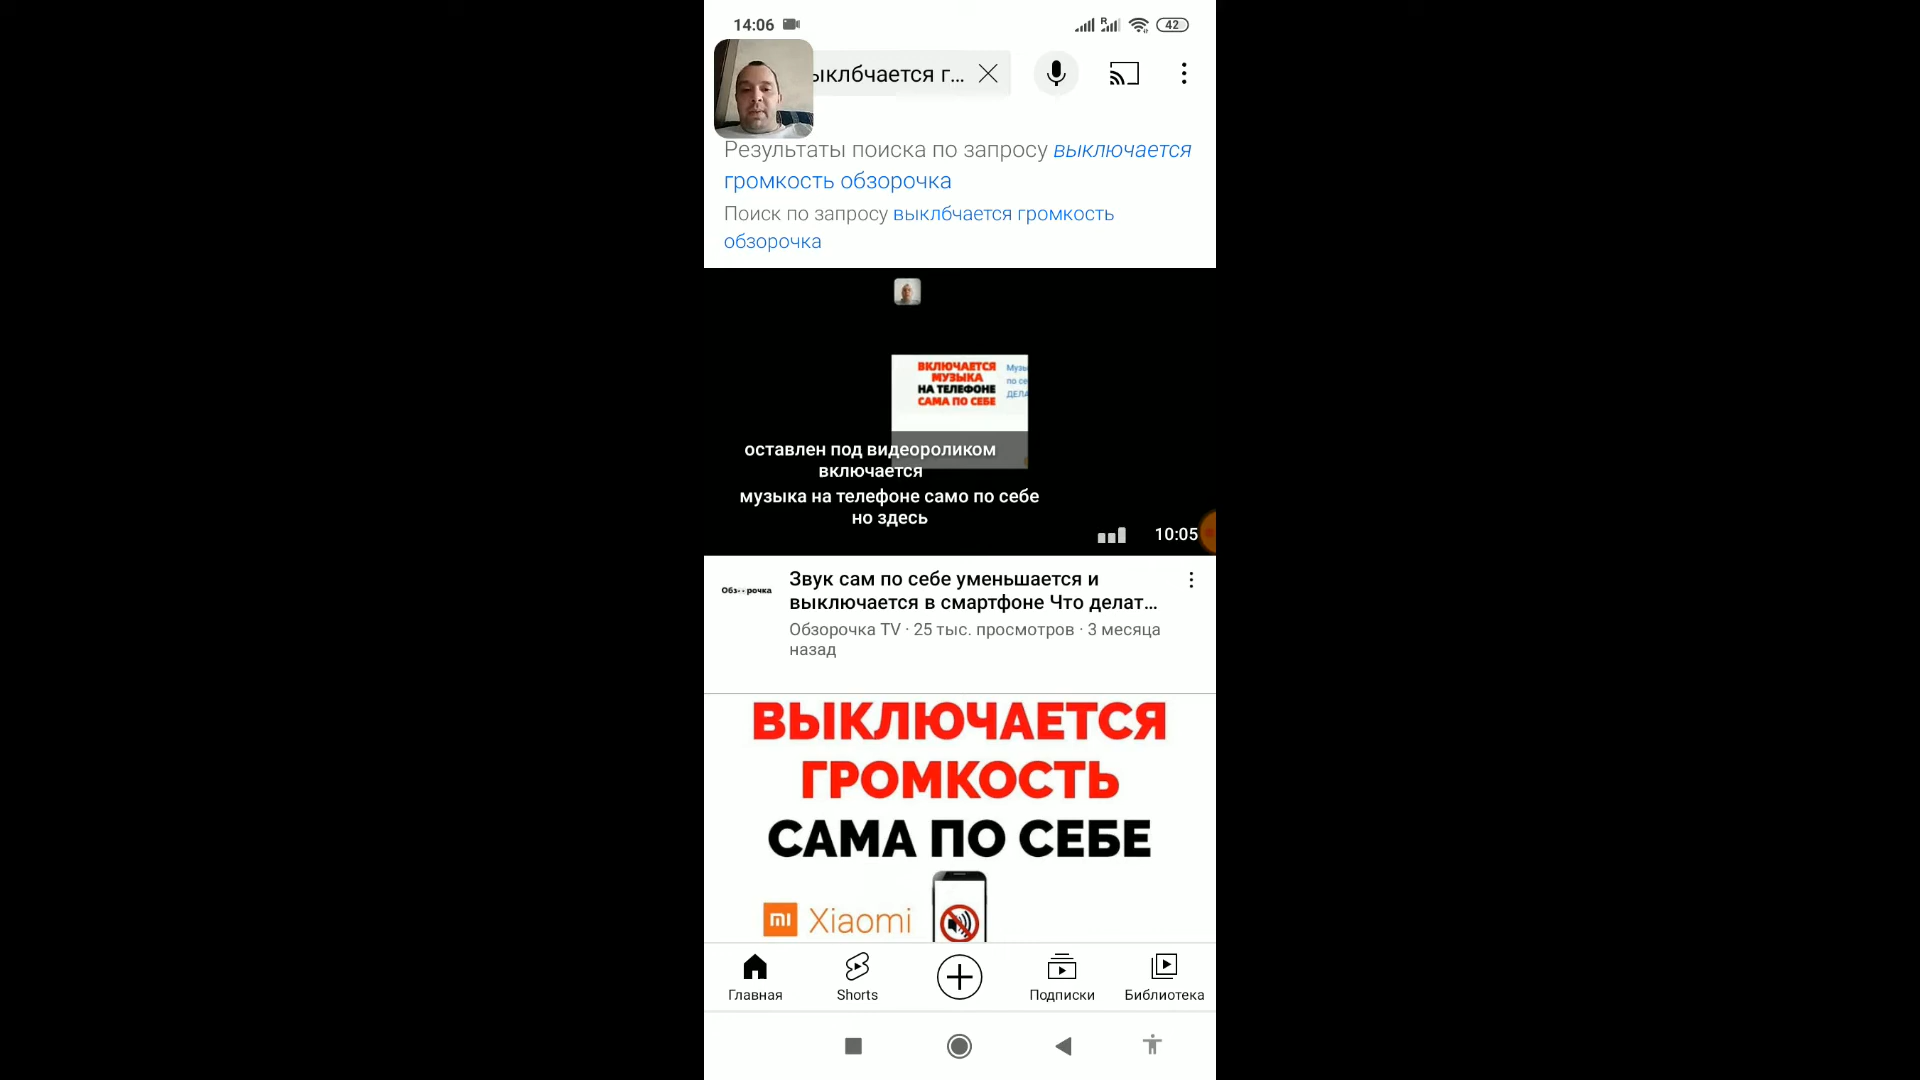 14:06
R
42
ыклбчается г...
Результаты поиска по запросу выключается
громкость обзорочка
Поиск по запросу выклбчается громкость
обзорочка
ВКЛЮЧАЕТСЯ
МУЗЫКА
НА ТЕЛЕФОНЕ
САМА ПО СЕБЕ
оставлен под видеороликом
включается
музыка на телефоне само по себе
но здесь
10:05
Звук сам по себе уменьшается и
выключается в смартфоне Что делат...
Обзорочка TV · 25 тыс. просмотров · 3 месяца
назад
ВЫКЛЮЧАЕТСЯ
ГРОМКОСТЬ
САМА ПО СЕБЕ
mi Xiaomi
Главная
Shorts
Подписки
Библиотека